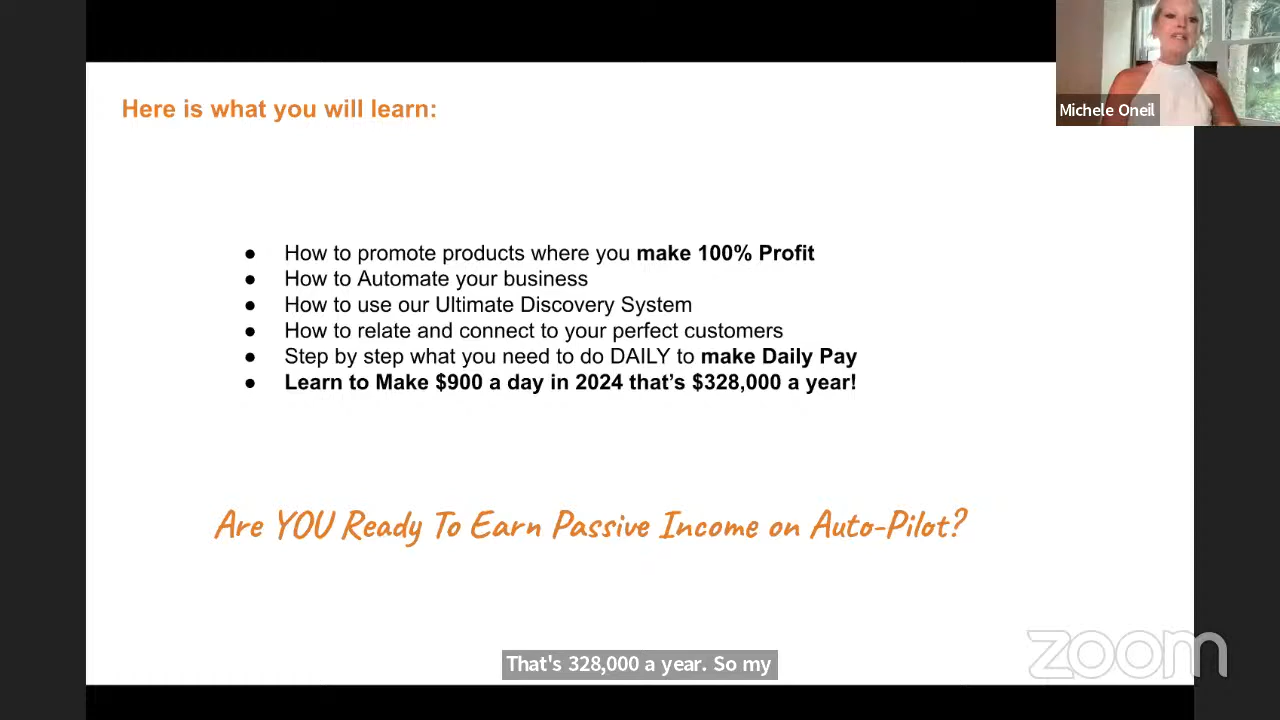 Here is what you will learn:
Michele Oneil
● How to promote products where you make 100% Profit
● How to Automate your business
● How to use our Ultimate Discovery System
● How to relate and connect to your perfect customers
● Step by step what you need to do DAILY to make Daily Pay
● Learn to Make $900 a day in 2024 that's $328,000 a year!
Are YOU Ready To Earn Passive Income on Auto-Pilot?
That's 328,000 a year. So my
zoom